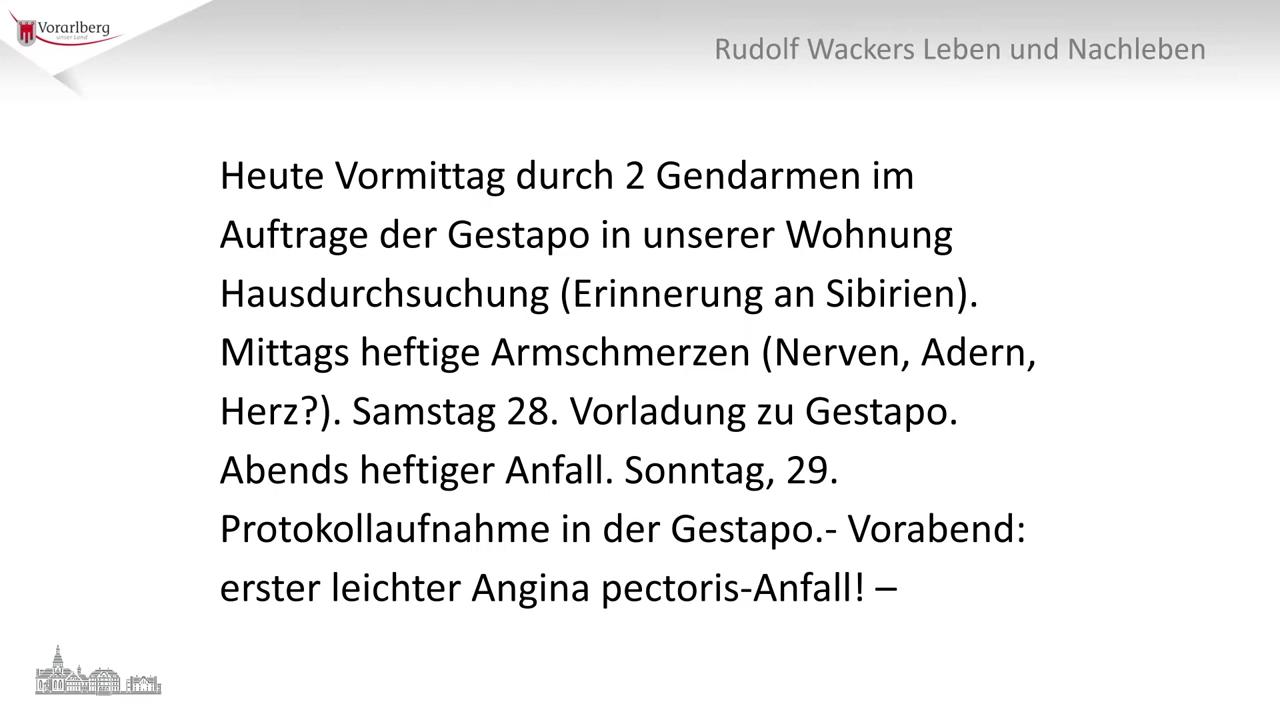 Vorarlberg
unser Land
Rudolf Wackers Leben und Nachleben
Heute Vormittag durch 2 Gendarmen im
Auftrage der Gestapo in unserer Wohnung
Hausdurchsuchung (Erinnerung an Sibirien).
Mittags heftige Armschmerzen (Nerven, Adern,
Herz?). Samstag 28. Vorladung zu Gestapo.
Abends heftiger Anfall. Sonntag, 29.
Protokollaufnahme in der Gestapo.- Vorabend:
erster leichter Angina pectoris-Anfall! –